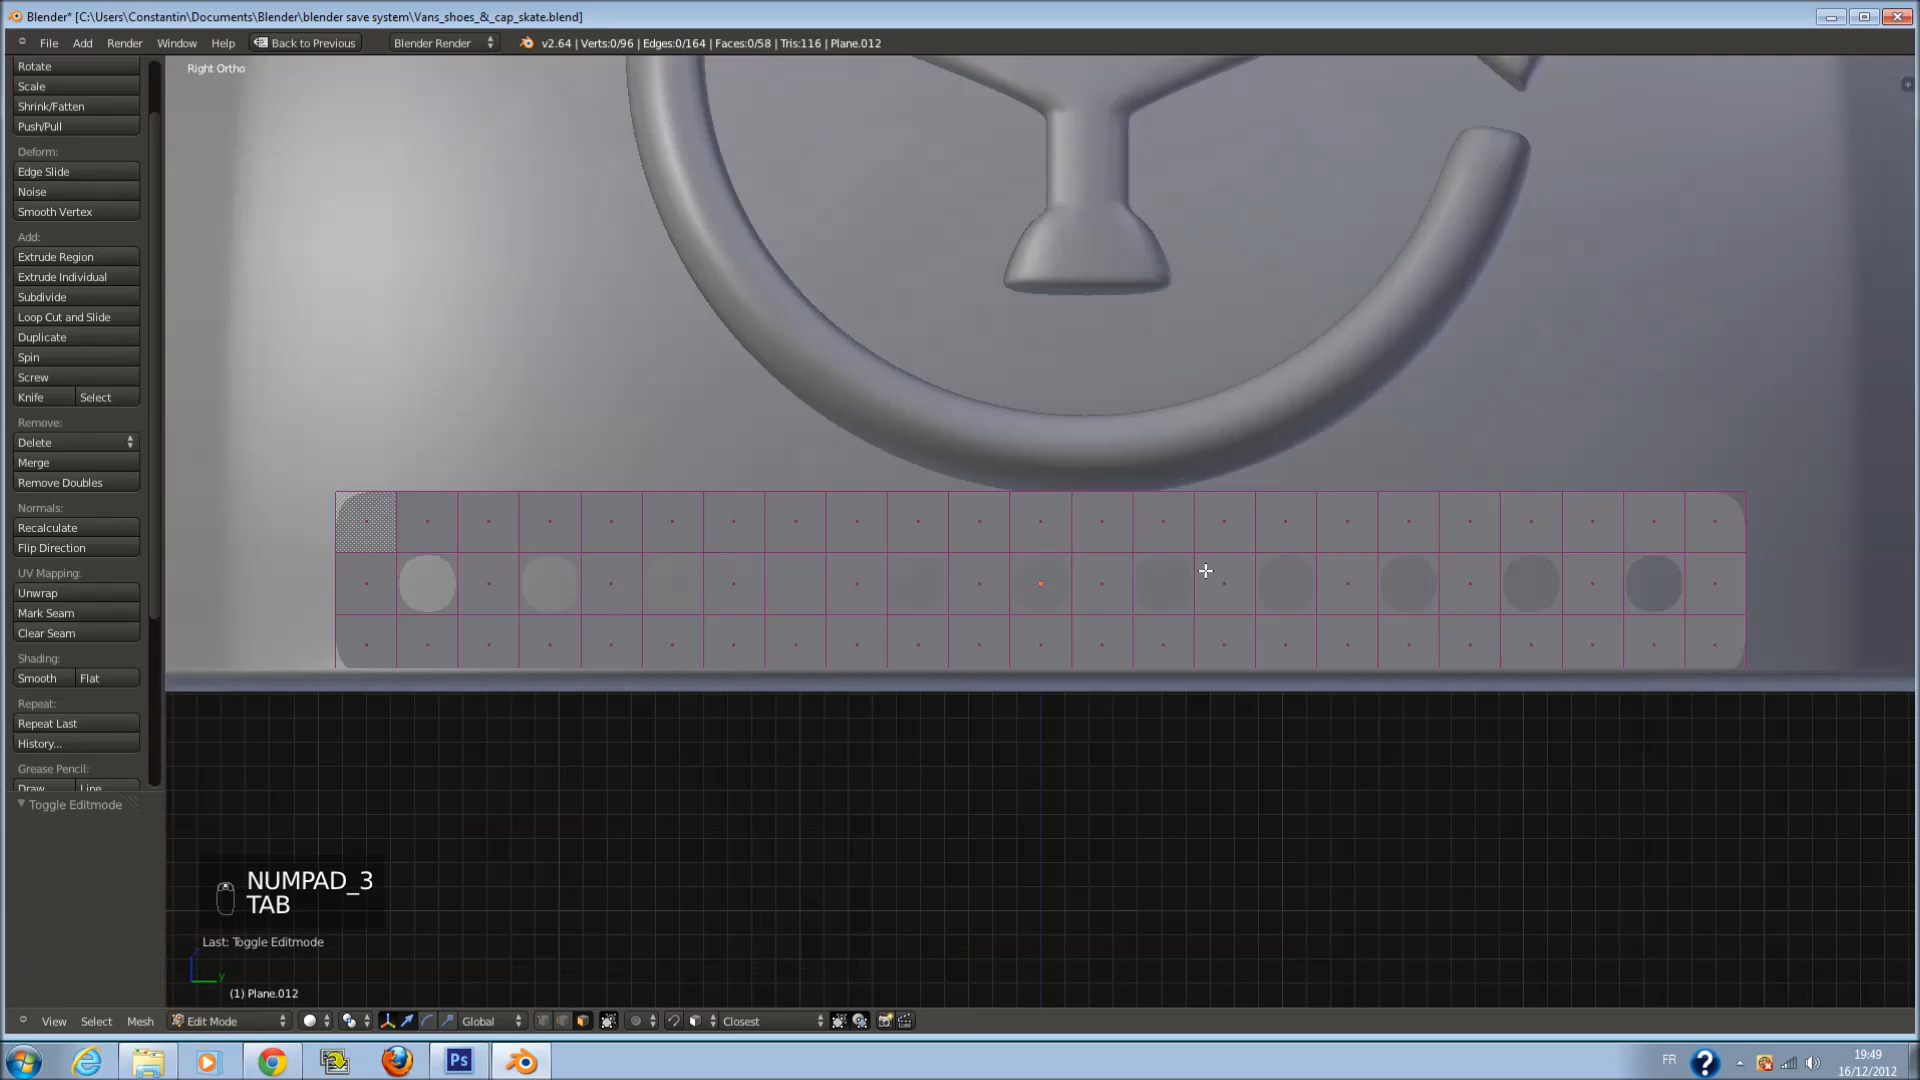 Blender* [C:\Users\Constantin\Documents\Blender\blender save system\Vans_shoes_&_cap_skate.blend]
File Add Render Window Help Back to Previous Blender Render v2.64 | Verts:0/96 | Edges:0/164 | Faces:0/58 | Tris:116 | Plane.012
Rotate
Right Ortho
Scale
Shrink/Fatten
Push/Pull
Deform:
Edge Slide
Noise
Smooth Vertex
Add:
Extrude Region
Extrude Individual
Subdivide
Loop Cut and Slide
Duplicate
Spin
Screw
Knife Select
Remove:
Delete
Merge
Remove Doubles
Normals:
Recalculate
Flip Direction
UV Mapping:
Unwrap
Mark Seam
Clear Seam
Shading:
Smooth Flat
Repeat:
Repeat Last
History...
Grease Pencil:
Draw Line
Toggle Editmode
NUMPAD_3
TAB
Last: Toggle Editmode
z
y
(1) Plane.012
View Select Mesh Edit Mode Global Closest
Ps
FR ?
19:49
16/12/2012